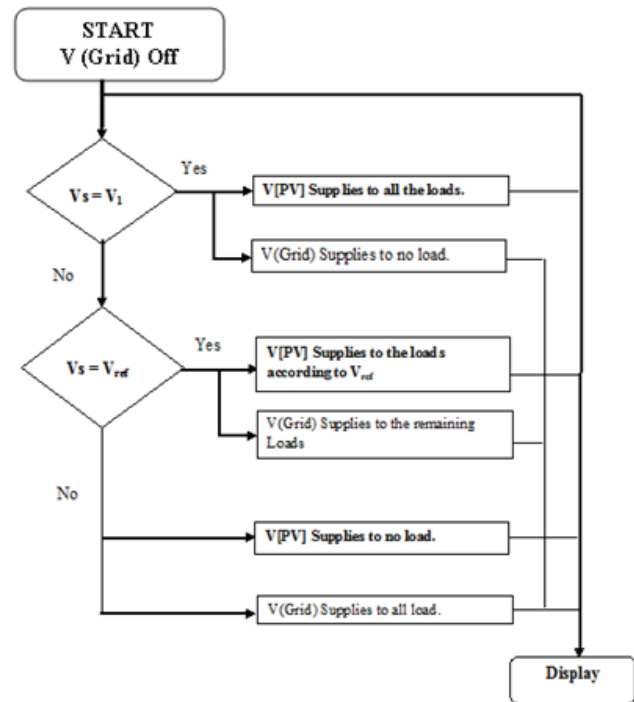 START
V (Grid) Off
Yes
Vs = V₁
V[PV] Supplies to all the loads.
V(Grid) Supplies to no load.
No
Yes
Vs = Vref
V[PV] Supplies to the loads
according to Vref
V(Grid) Supplies to the remaining
Loads
No
V[PV] Supplies to no load.
V(Grid) Supplies to all load.
Display